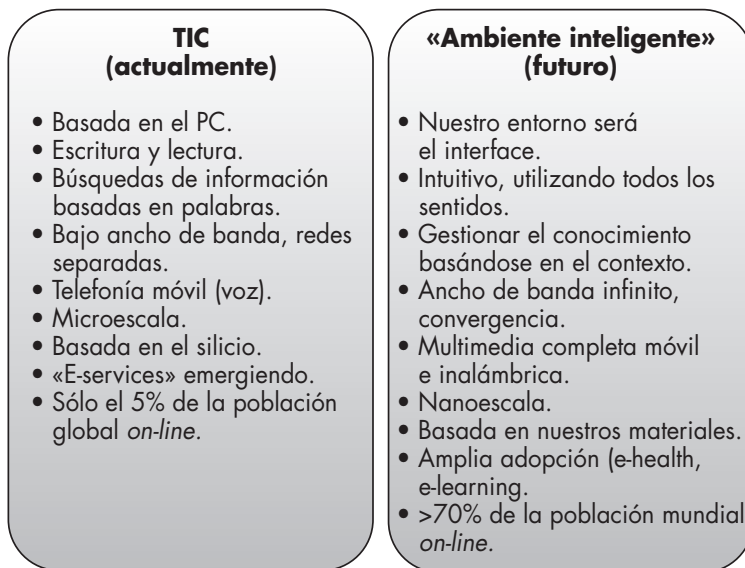 TIC
(actualmente)
• Basada en el PC.
• Escritura y lectura.
• Búsquedas de información
basadas en palabras.
• Bajo ancho de banda, redes
separadas.
• Telefonía móvil (voz).
• Microescala.
• Basada en el silicio.
• «E-services» emergiendo.
• Sólo el 5% de la población
global on-line.
«Ambiente inteligente»
(futuro)
• Nuestro entorno será
el interface.
• Intuitivo, utilizando todos los
sentidos.
• Gestionar el conocimiento
basándose en el contexto.
• Ancho de banda infinito,
convergencia.
• Multimedia completa móvil
e inalámbrica.
• Nanoescala.
• Basada en nuestros materiales.
• Amplia adopción (e-health,
e-learning.
• >70% de la población mundial
on-line.